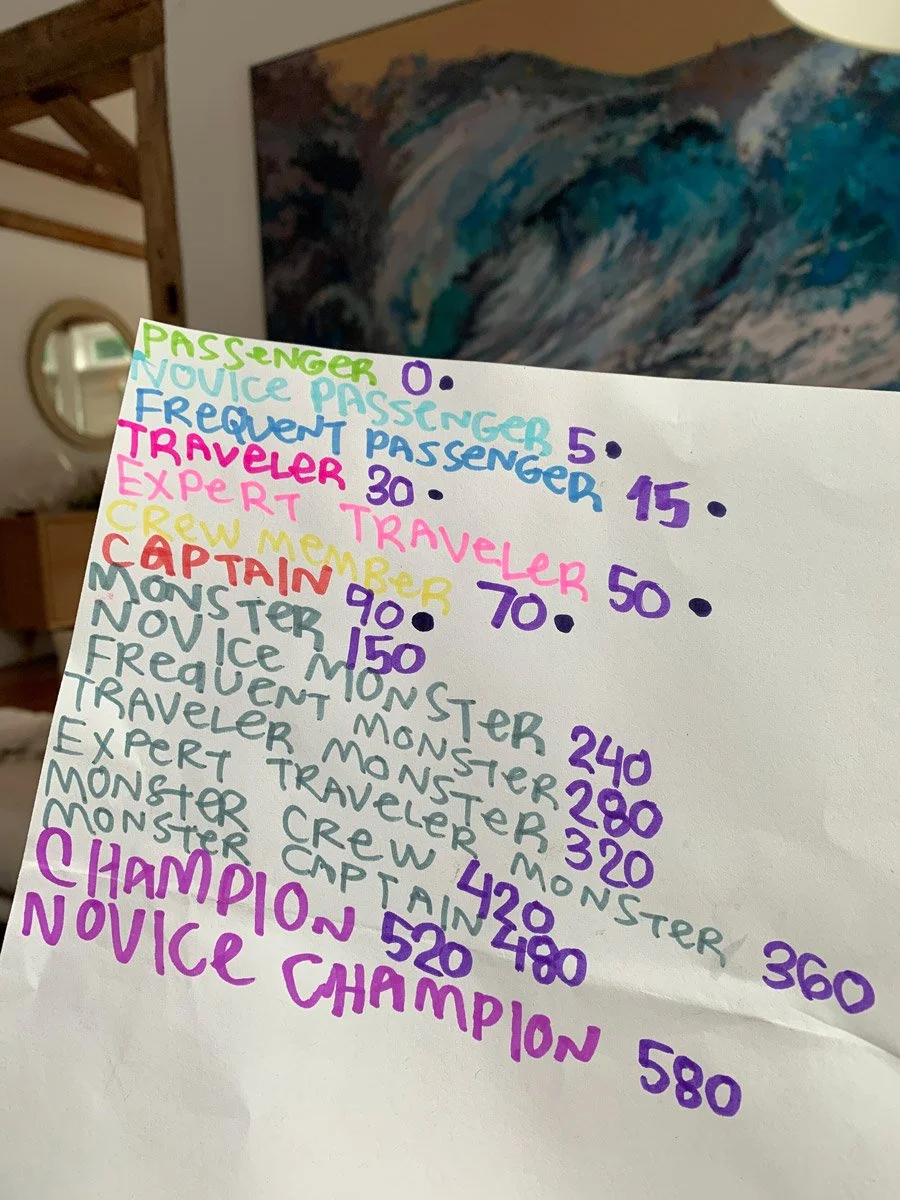 PASSENGER 0•
NOVICE PASSENGER 5•
FREQUENT PASSENGER 15•
TRAVELER 30•
EXPERT TRAVELER 50•
CREW MEMBER 70•
CAPTAIN 90•
MONSTER 150
NOVICE MONSTER 240
FREQUENT MONSTER 280
TRAVELER MONSTER 320
EXPERT TRAVELER MONSTER 360
MONSTER CREW 420
MONSTER CAPTAIN 480
CHAMPION 520
NOVICE CHAMPION 580